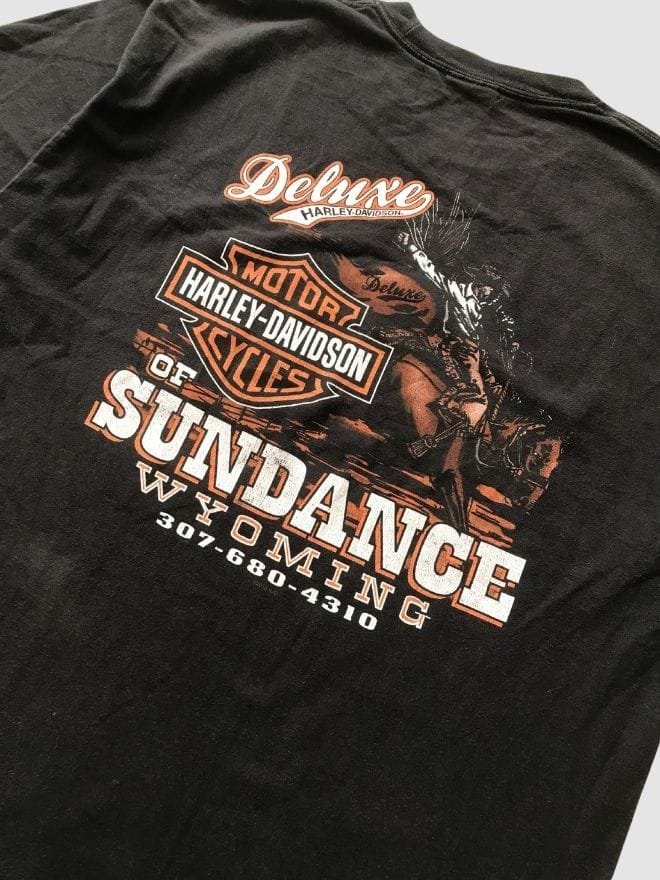 Deluxe
HARLEY-DAVIDSON
Deluxe
MOTOR
HARLEY-DAVIDSON
CYCLES
OF
SUNDANCE
WYOMING
307-680-4310